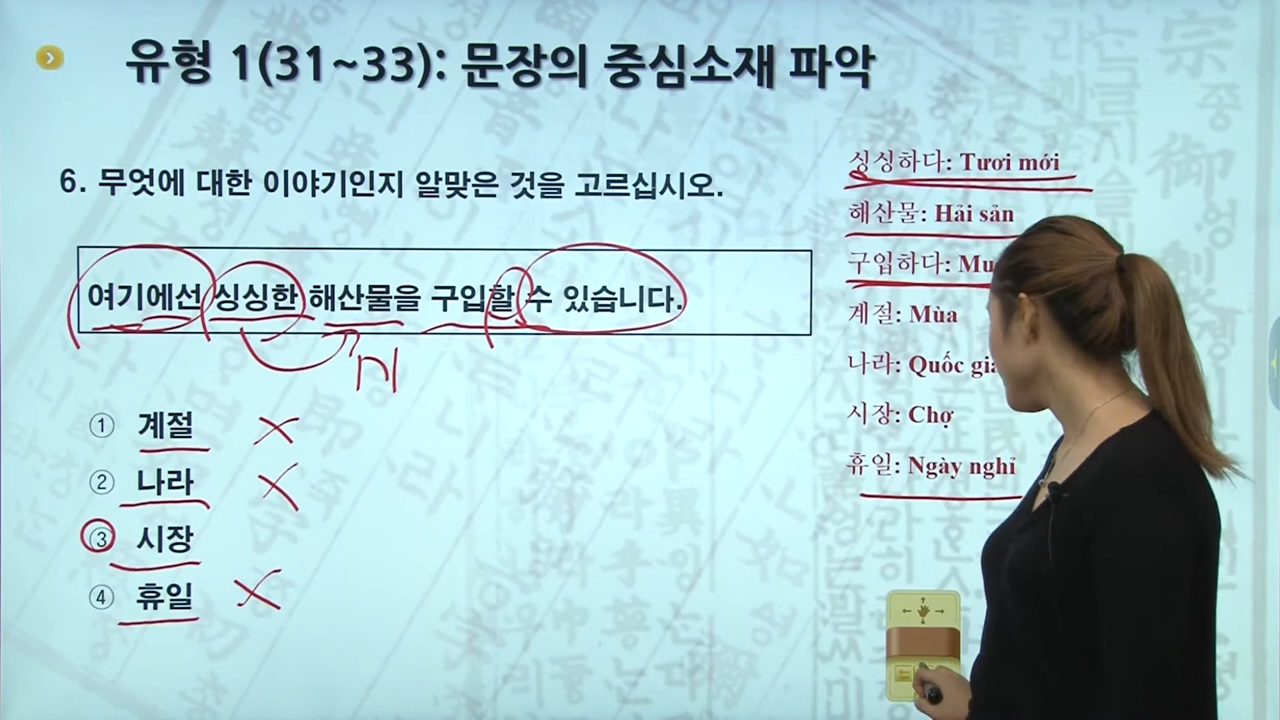 유형 1(31~33): 문장의 중심소재 파악
6. 무엇에 대한 이야기인지 알맞은 것을 고르십시오.
여기에선 싱싱한 해산물을 구입할 수 있습니다.
① 계절
② 나라
③ 시장
④ 휴일
싱싱하다: Tươi mới
해산물: Hải sản
구입하다:
계절: Mùa
나라: Quốc gia
시장: Chợ
휴일: Ngày nghỉ